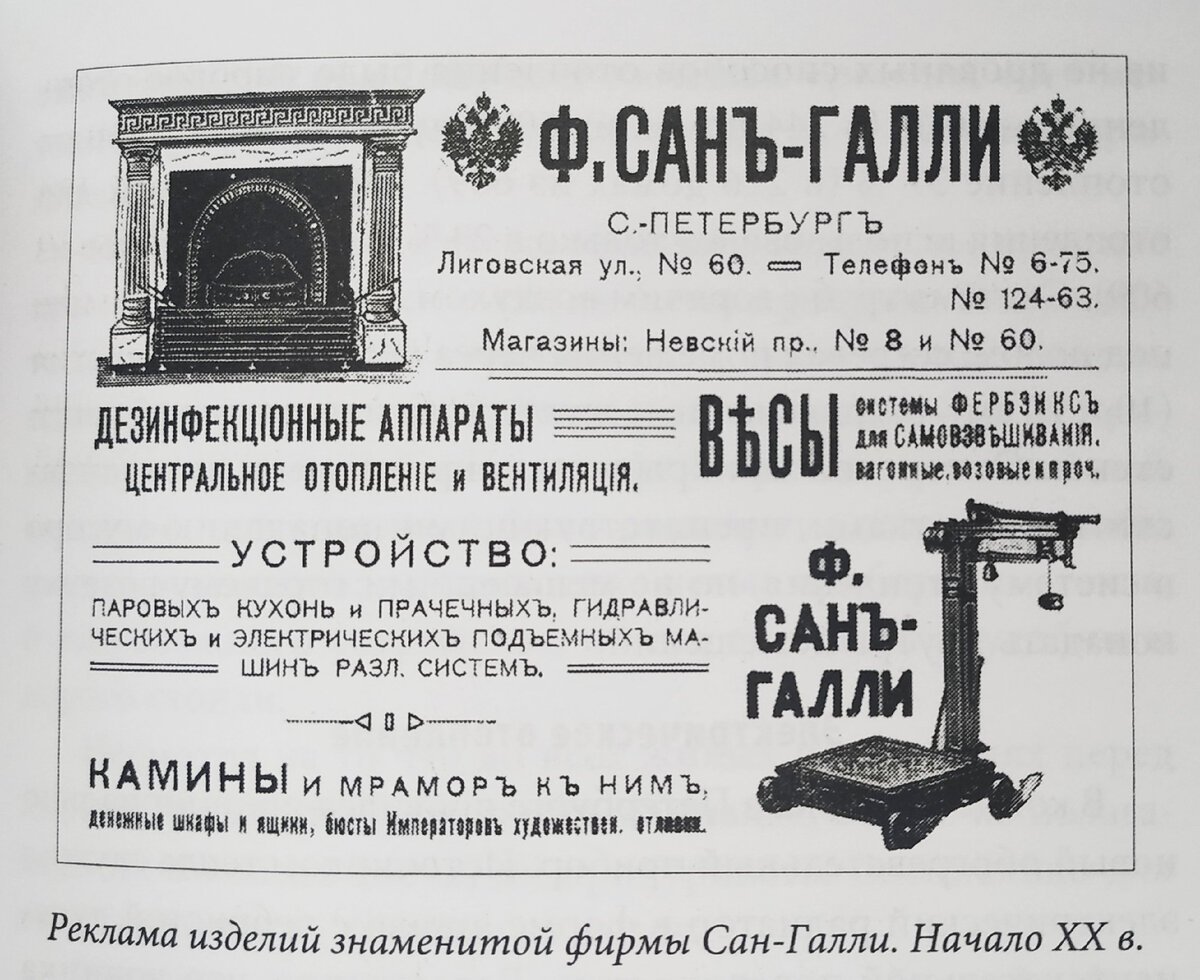 Ф. САНЪ-ГАЛЛИ
С.-ПЕТЕРБУРГЪ
Лиговская ул., № 60. = Телефонъ № 6-75.
№ 124-63.
Магазины: Невскій пр., № 8 и № 60.
ДЕЗИНФЕКЦІОННЫЕ АППАРАТЫ
ЦЕНТРАЛЬНОЕ ОТОПЛЕНІЕ и ВЕНТИЛЯЦІЯ.
ВѢСЫ
системы ФЕРБЭНКСЪ
для САМОВЗВѢШИВАНІЯ,
вагонные, возовые и проч.
УСТРОЙСТВО:
ПАРОВЫХЪ КУХОНЬ и ПРАЧЕЧНЫХЪ, ГИДРАВЛИ-
ЧЕСКИХЪ и ЭЛЕКТРИЧЕСКИХЪ ПОДЪЕМНЫХЪ МА-
ШИНЪ РАЗЛ. СИСТЕМЪ.
Ф.
САНЪ-
ГАЛЛИ
КАМИНЫ и МРАМОРЪ КЪ НИМЪ,
денежные шкафы и ящики, бюсты Императоровъ художествен. отливки.
Реклама изделий знаменитой фирмы Сан-Галли. Начало XX в.